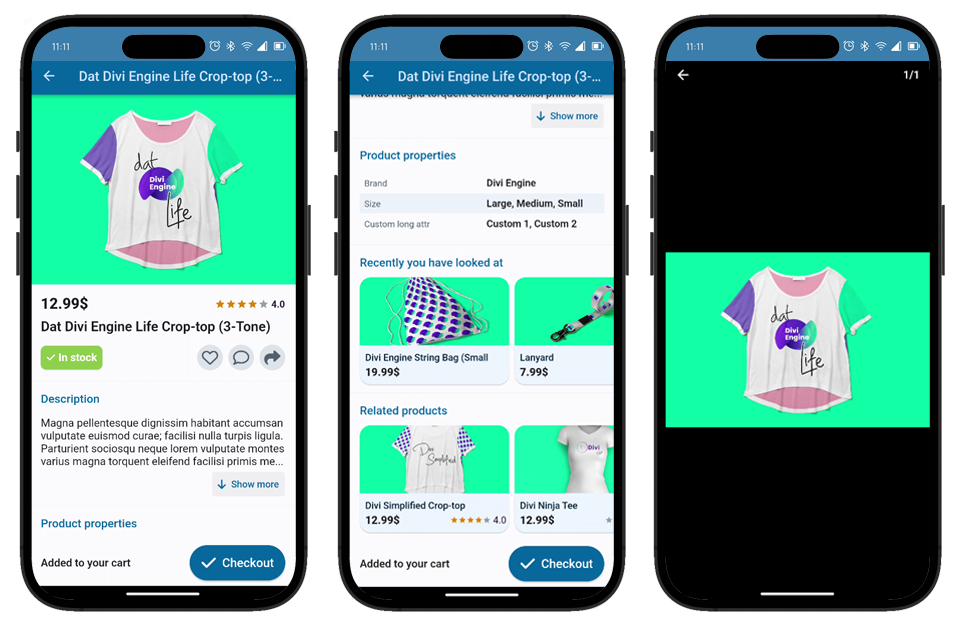 11:11
Dat Divi Engine Life Crop-top (3-...
dat
Divi
Engine
Life
12.99$
4.0
Dat Divi Engine Life Crop-top (3-Tone)
In stock
Description
Magna pellentesque dignissim habitant accumsan
vulputate euismod curae; facilisi nulla turpis ligula.
Parturient sociosqu neque lorem vulputate montes
varius magna torquent eleifend facilisi primis me...
Show more
Product properties
Added to your cart
Checkout
11:11
Dat Divi Engine Life Crop-top (3-...
varius magna torquent eleifend facilisi primis me...
Show more
Product properties
Brand Divi Engine
Size Large, Medium, Small
Custom long attr Custom 1, Custom 2
Recently you have looked at
Divi Engine String Bag (Small
19.99$
Lanyard
7.99$
Related products
Divi
Simplified
Divi
Divi Simplified Crop-top
12.99$ 4.0
Divi Ninja Tee
12.99$
Added to your cart
Checkout
11:11
1/1
dat
Divi
Engine
Life